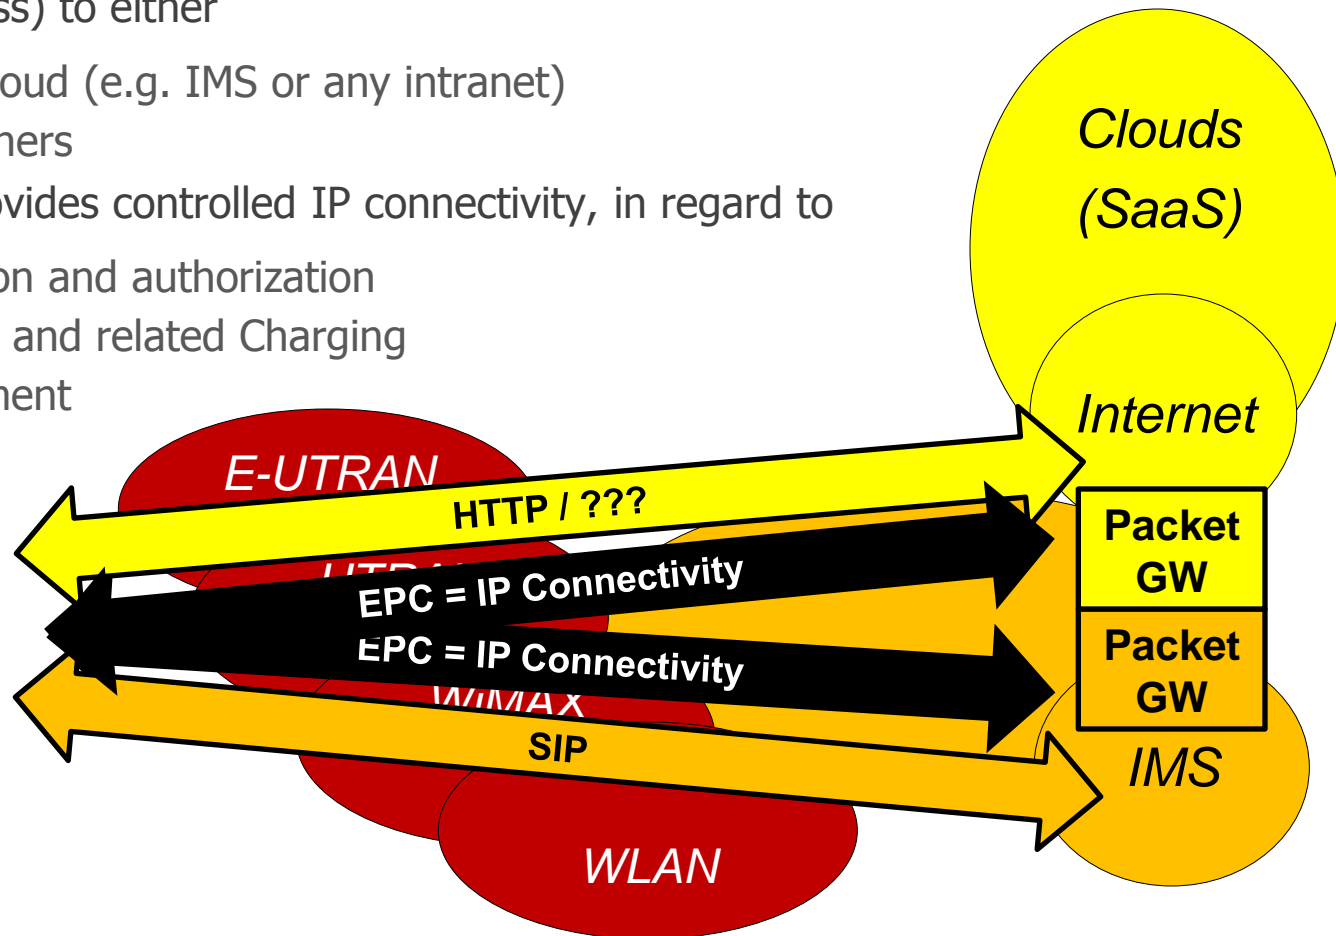 ss) to either
oud (e.g. IMS or any intranet)
ners
ovides controlled IP connectivity, in regard to
on and authorization
and related Charging
nent
Clouds
(SaaS)
Internet
E-UTRAN
HTTP / ???
Packet
GW
EPC = IP Connectivity
EPC = IP Connectivity
Packet
GW
WiMAX
SIP
IMS
WLAN